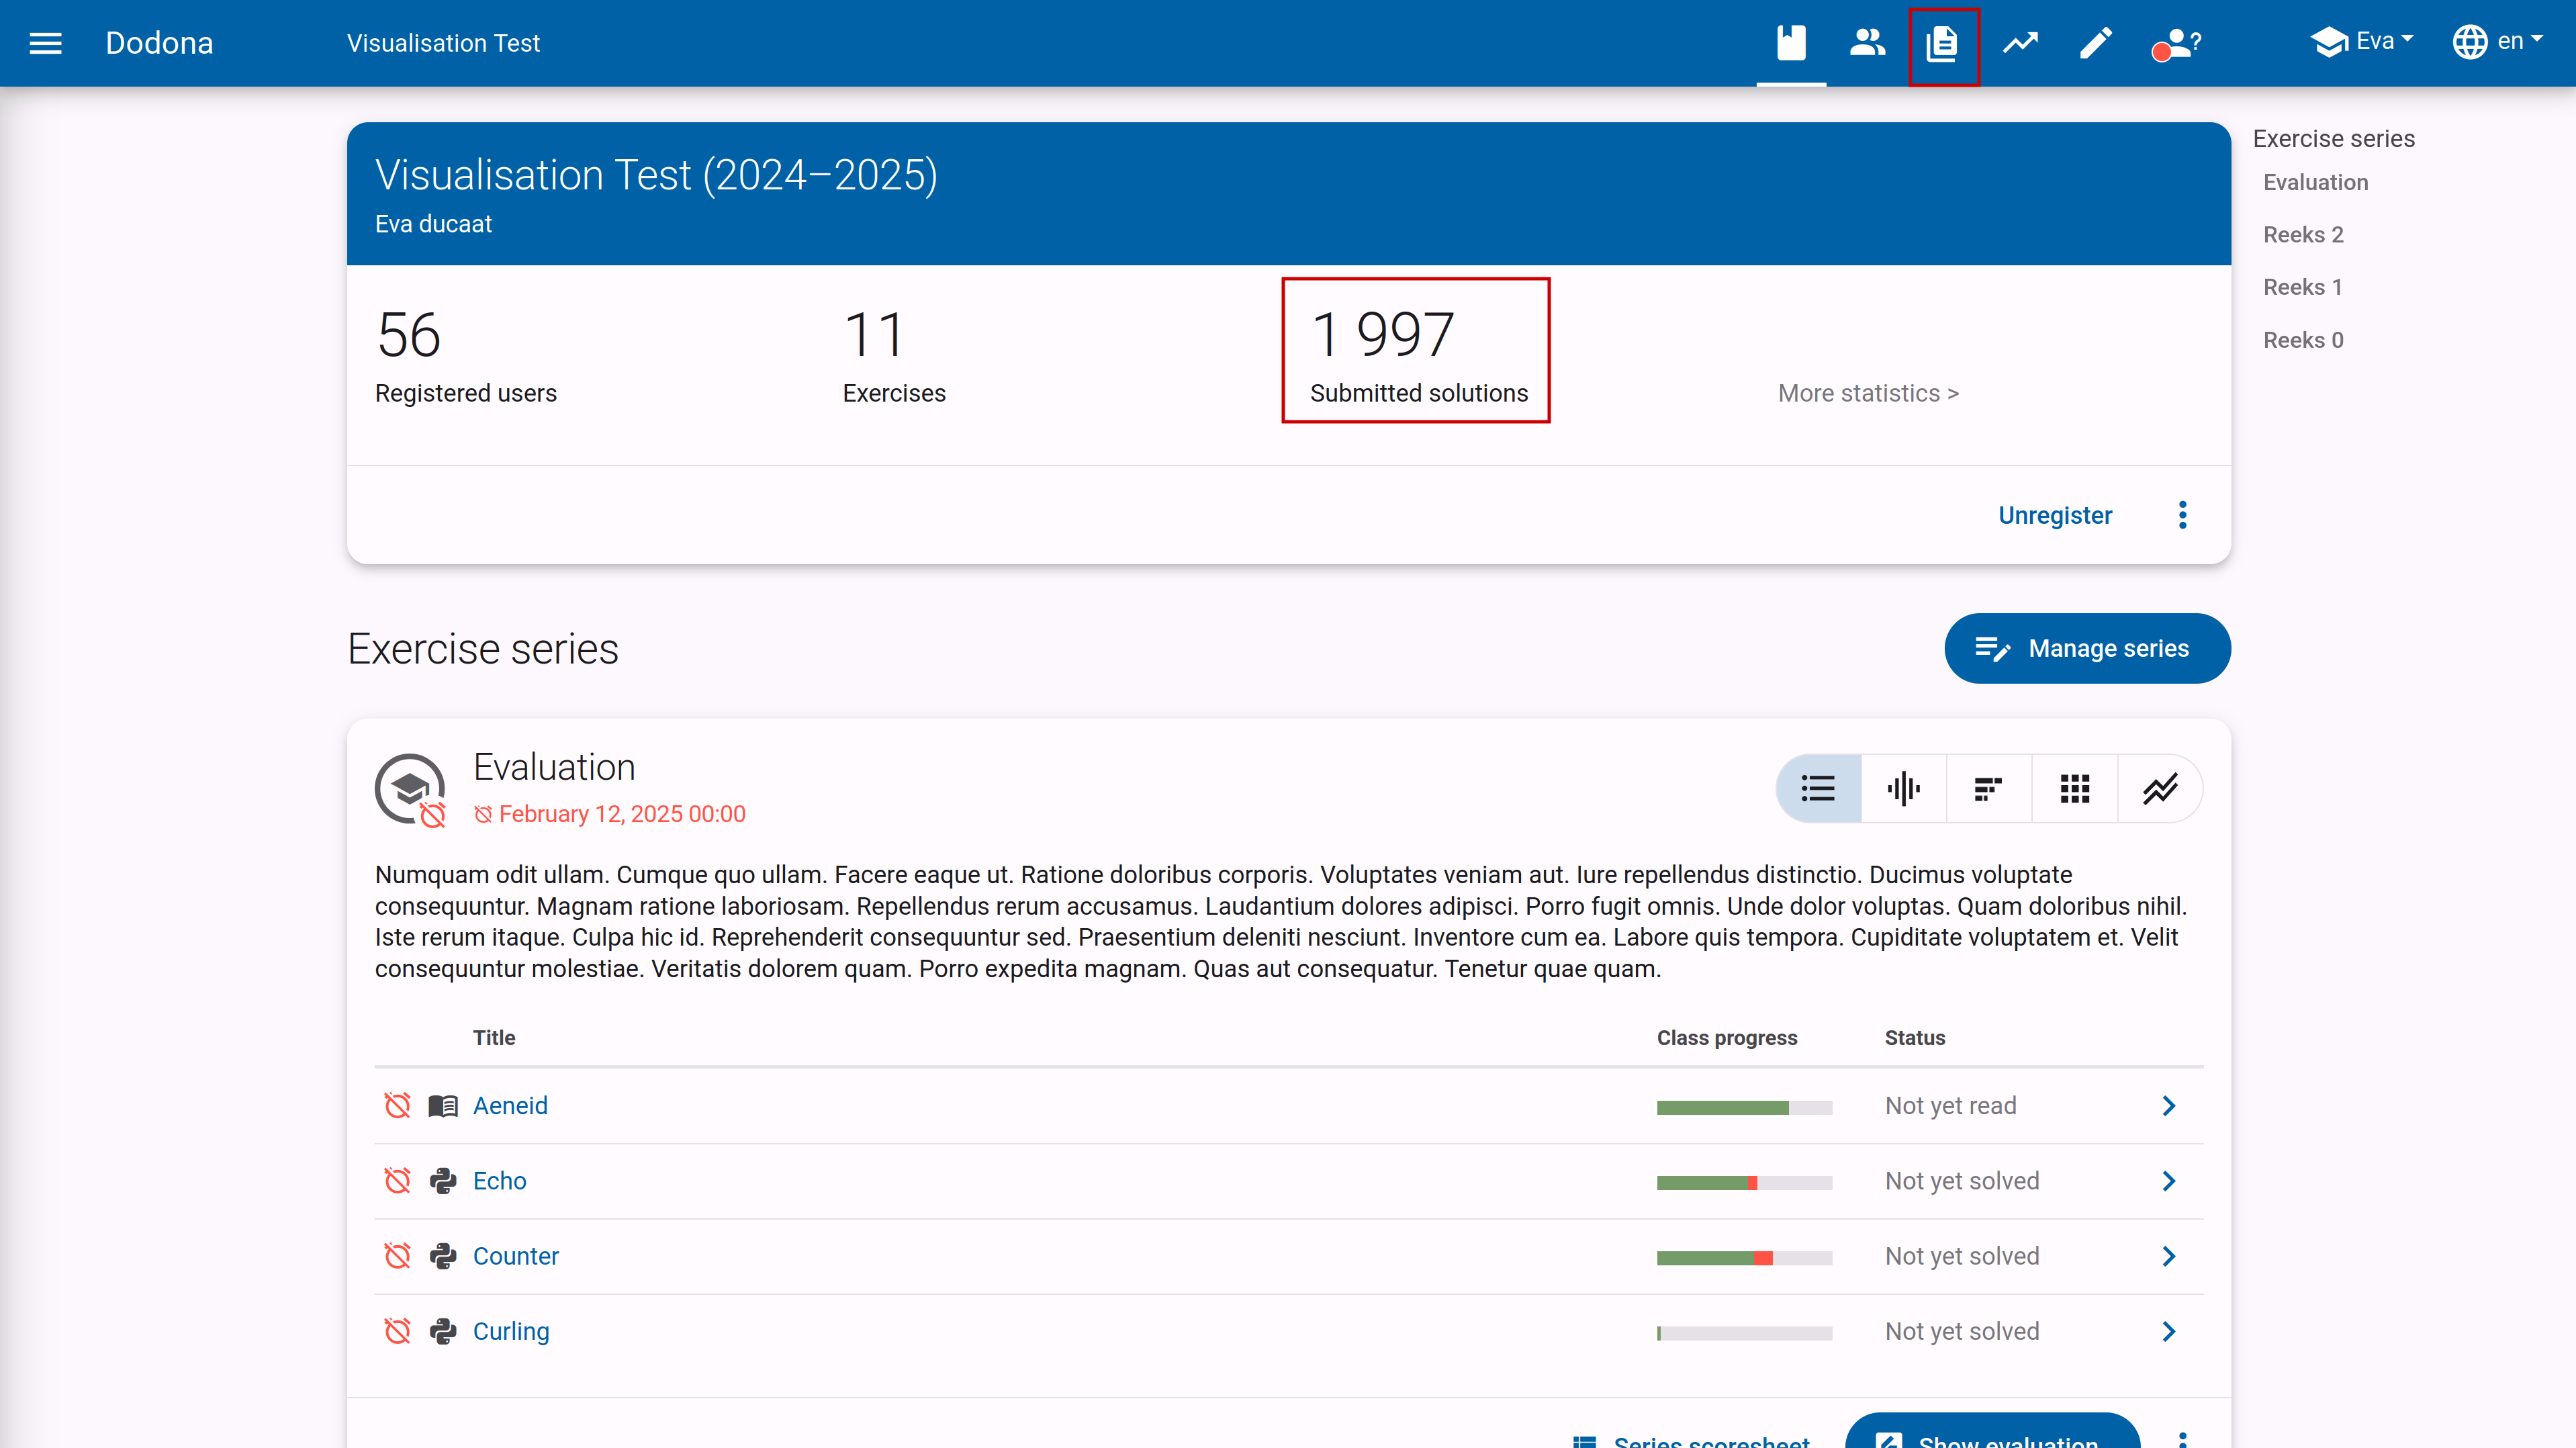 Dodona
Visualisation Test
?
Eva
en
Visualisation Test (2024–2025)
Eva ducaat
56
Registered users
11
Exercises
1 997
Submitted solutions
More statistics >
Unregister
Exercise series
Evaluation
Reeks 2
Reeks 1
Reeks 0
Exercise series
Manage series
Evaluation
February 12, 2025 00:00
Numquam odit ullam. Cumque quo ullam. Facere eaque ut. Ratione doloribus corporis. Voluptates veniam aut. Iure repellendus distinctio. Ducimus voluptate
consequuntur. Magnam ratione laboriosam. Repellendus rerum accusamus. Laudantium dolores adipisci. Porro fugit omnis. Unde dolor voluptas. Quam doloribus nihil.
Iste rerum itaque. Culpa hic id. Reprehenderit consequuntur sed. Praesentium deleniti nesciunt. Inventore cum ea. Labore quis tempora. Cupiditate voluptatem et. Velit
consequuntur molestiae. Veritatis dolorem quam. Porro expedita magnam. Quas aut consequatur. Tenetur quae quam.
Title Class progress Status
Aeneid Not yet read
Echo Not yet solved
Counter Not yet solved
Curling Not yet solved
Series scoresheet Show evaluation